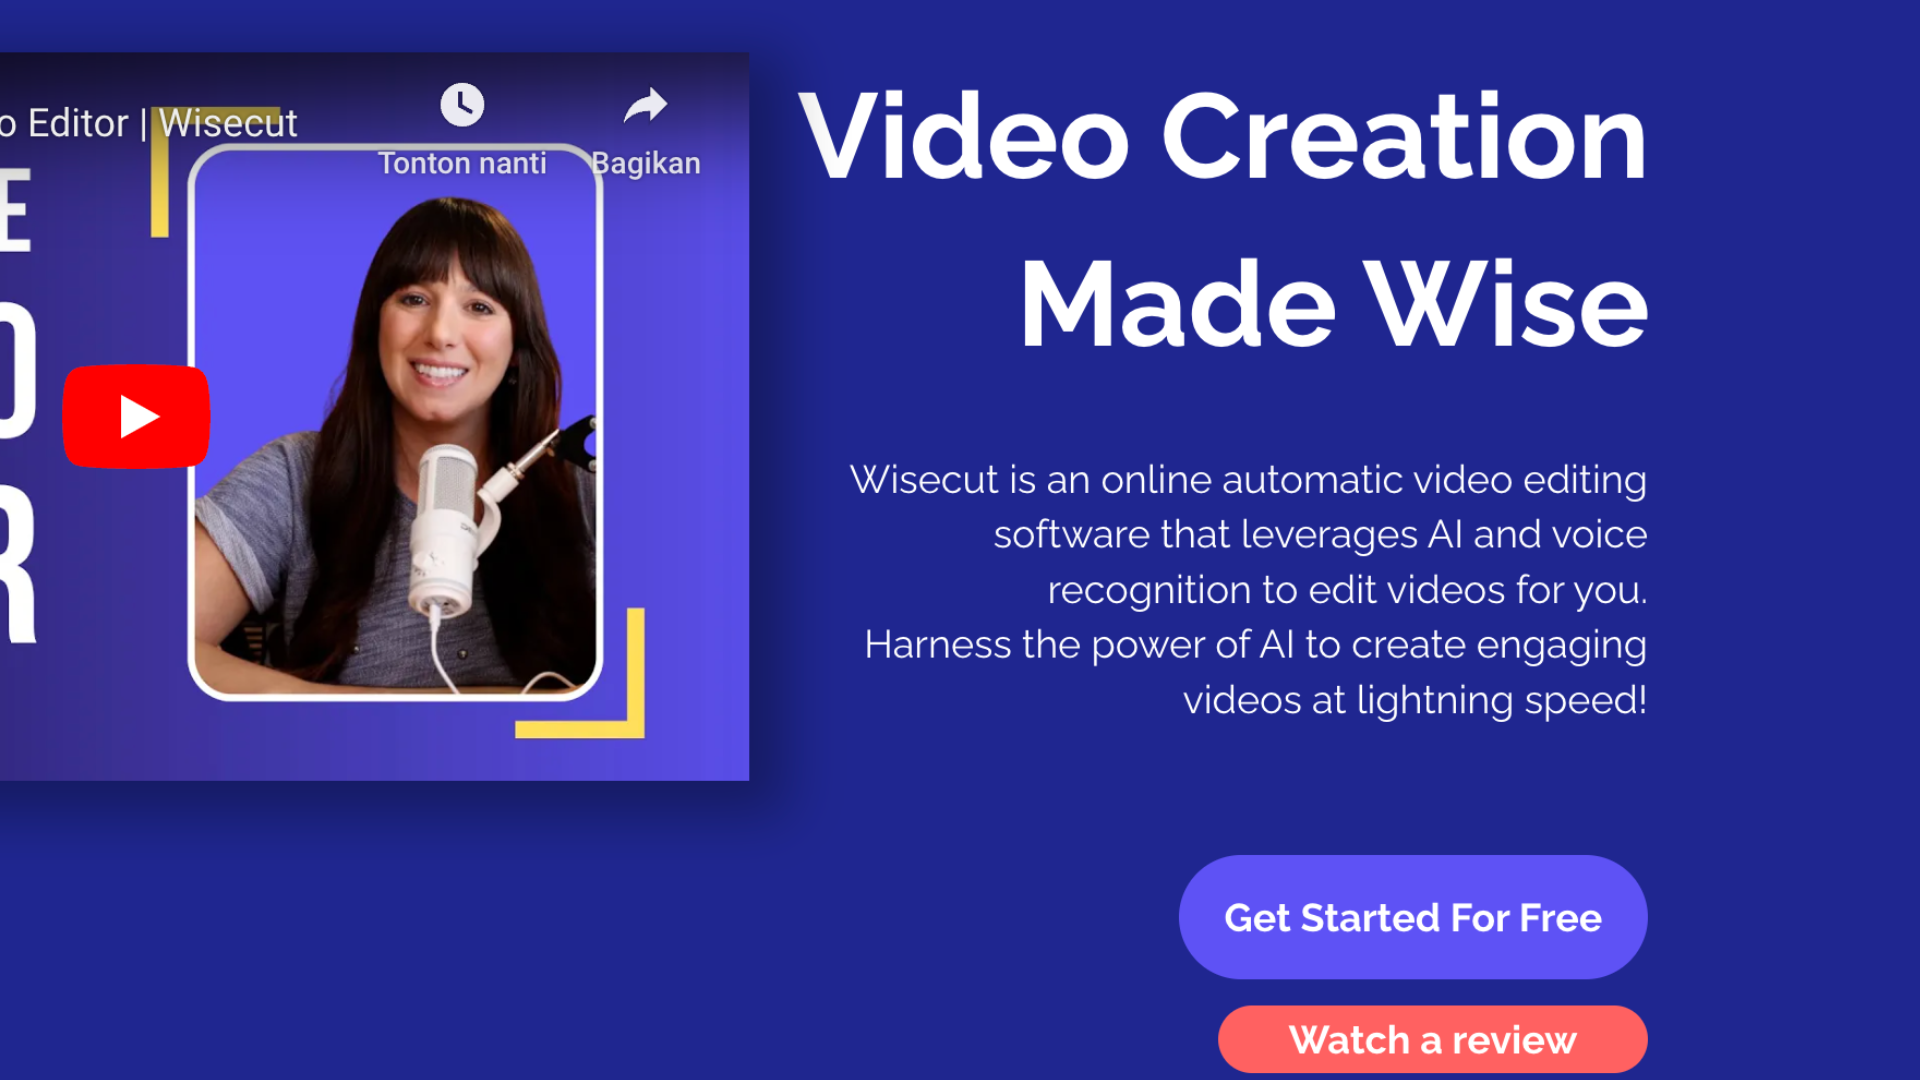 o Editor | Wisecut
Tonton nanti
Bagikan
E
O
R
Video Creation
Made Wise
Wisecut is an online automatic video editing
software that leverages AI and voice
recognition to edit videos for you.
Harness the power of AI to create engaging
videos at lightning speed!
Get Started For Free
Watch a review